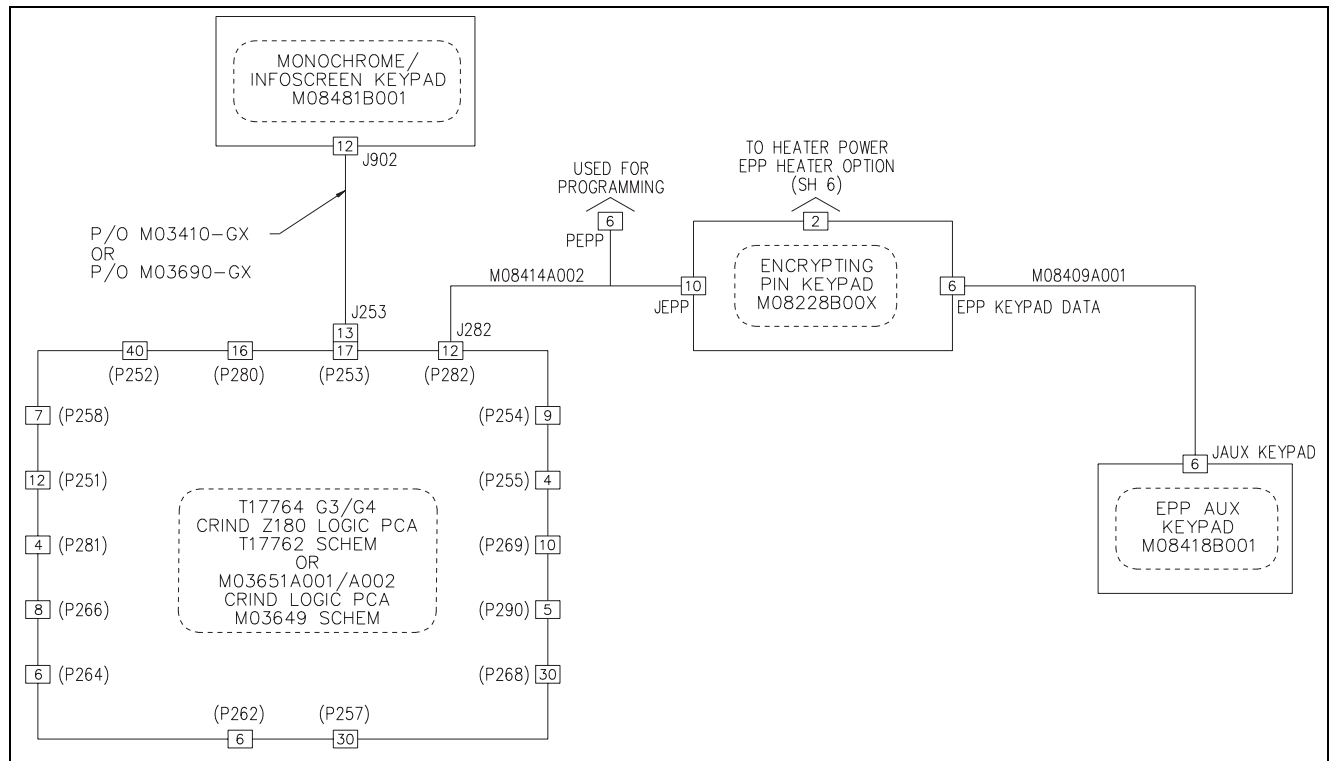 MONOCHROME/
INFOSCREEN KEYPAD
M08481B001
12
J902
P/O M03410-GX
OR
P/O M03690-GX
USED FOR
PROGRAMMING
6
PEPP
TO HEATER POWER
EPP HEATER OPTION
(SH 6)
2
M08414A002
10
JEPP
ENCRYPTING
PIN KEYPAD
M08228B00X
6
EPP KEYPAD DATA
M08409A001
J253
13
J282
40
16
17
12
(P252)
(P280)
(P253)
(P282)
7
(P258)
(P254)
9
12
(P251)
(P255)
4
4
(P281)
(P269)
10
8
(P266)
(P290)
5
6
(P264)
(P268)
30
T17764 G3/G4
CRIND Z180 LOGIC PCA
T17762 SCHEM
OR
M03651A001/A002
CRIND LOGIC PCA
M03649 SCHEM
(P262)
(P257)
6
30
JAUX KEYPAD
6
EPP AUX
KEYPAD
M08418B001